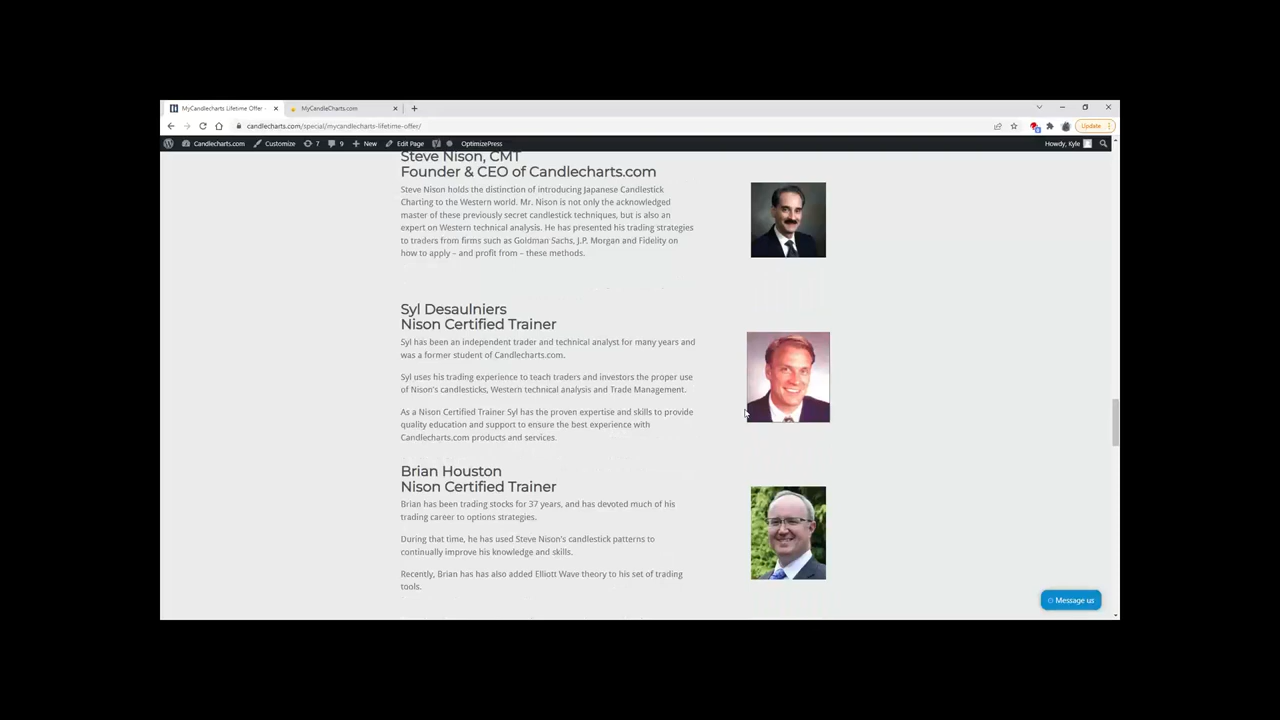 MyCandlecharts Lifetime Offer
MyCandleCharts.com
candlecharts.com/special/mycandlecharts-lifetime-offer/
Update
Candlecharts.com
Customize
7
9
New
Edit Page
OptimizePress
Howdy, Kyle
Steve Nison, CMT
Founder & CEO of Candlecharts.com
Steve Nison holds the distinction of introducing Japanese Candlestick
Charting to the Western world. Mr. Nison is not only the acknowledged
master of these previously secret candlestick techniques, but is also an
expert on Western technical analysis. He has presented his trading strategies
to traders from firms such as Goldman Sachs, J.P. Morgan and Fidelity on
how to apply – and profit from – these methods.
Syl Desaulniers
Nison Certified Trainer
Syl has been an independent trader and technical analyst for many years and
was a former student of Candlecharts.com.
Syl uses his trading experience to teach traders and investors the proper use
of Nison's candlesticks, Western technical analysis and Trade Management.
As a Nison Certified Trainer Syl has the proven expertise and skills to provide
quality education and support to ensure the best experience with
Candlecharts.com products and services.
Brian Houston
Nison Certified Trainer
Brian has been trading stocks for 37 years, and has devoted much of his
trading career to options strategies.
During that time, he has used Steve Nison's candlestick patterns to
continually improve his knowledge and skills.
Recently, Brian has has also added Elliott Wave theory to his set of trading
tools.
Message us